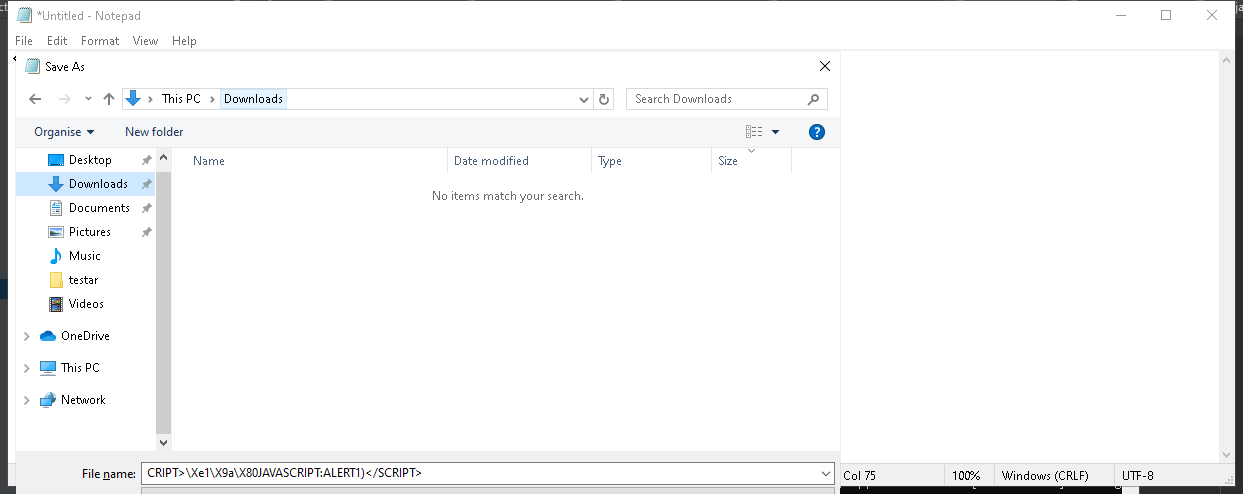 *Untitled - Notepad
File Edit Format View Help
Save As
This PC Downloads
Search Downloads
Organise New folder
Name Date modified Type Size
No items match your search.
Desktop
Downloads
Documents
Pictures
Music
testar
Videos
OneDrive
This PC
Network
File name: CRIPT>\Xe1\X9a\X80JAVASCRIPT:ALERT1)</SCRIPT>
Col 75 100% Windows (CRLF) UTF-8